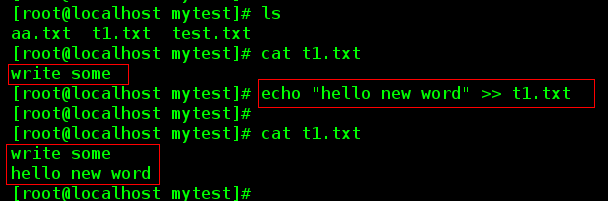 [root@localhost mytest]# ls
aa.txt  t1.txt  test.txt
[root@localhost mytest]# cat t1.txt
write some
[root@localhost mytest]# echo "hello new word" >> t1.txt
[root@localhost mytest]#
[root@localhost mytest]# cat t1.txt
write some
hello new word
[root@localhost mytest]#